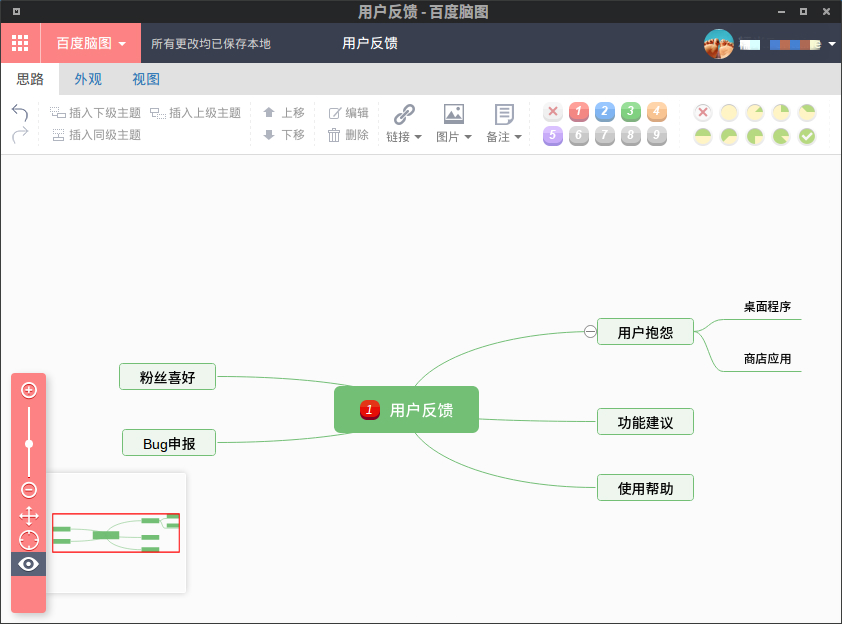 用户反馈 - 百度脑图
百度脑图 所有更改均已保存本地 用户反馈
思路 外观 视图
插入下级主题 插入上级主题 上移 编辑
插入同级主题 下移 删除
链接 图片 备注
1 2 3 4
5 6 7 8 9
桌面程序
用户抱怨
商店应用
粉丝喜好
1 用户反馈
功能建议
Bug申报
使用帮助